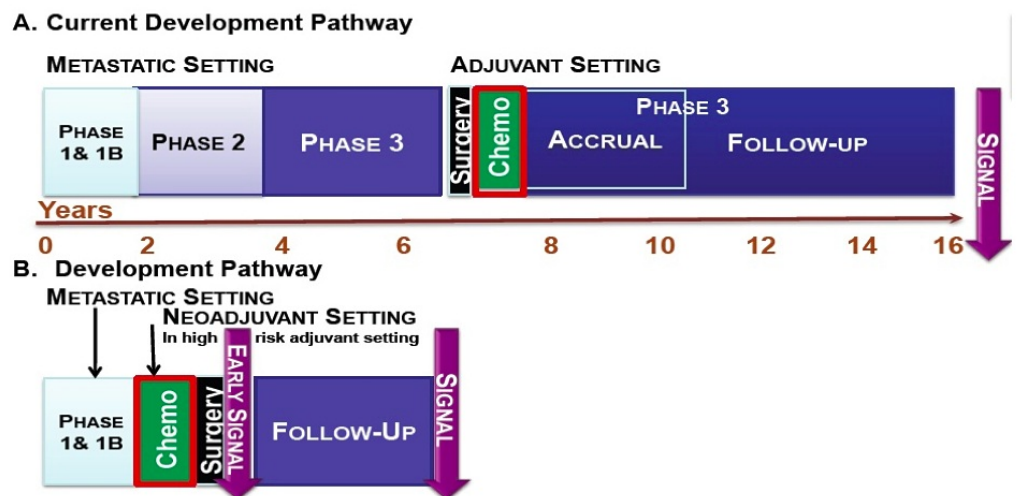 A. Current Development Pathway
METASTATIC SETTING
ADJUVANT SETTING
PHASE
1& 1B
PHASE 2
PHASE 3
Surgery
Chemo
PHASE 3
ACCRUAL
FOLLOW-UP
SIGNAL
Years
0 2 4 6 8 10 12 14 16
B. Development Pathway
METASTATIC SETTING
NEOADJUVANT SETTING
In high risk adjuvant setting
PHASE
1& 1B
Chemo
Surgery
EARLY SIGNAL
FOLLOW-UP
SIGNAL